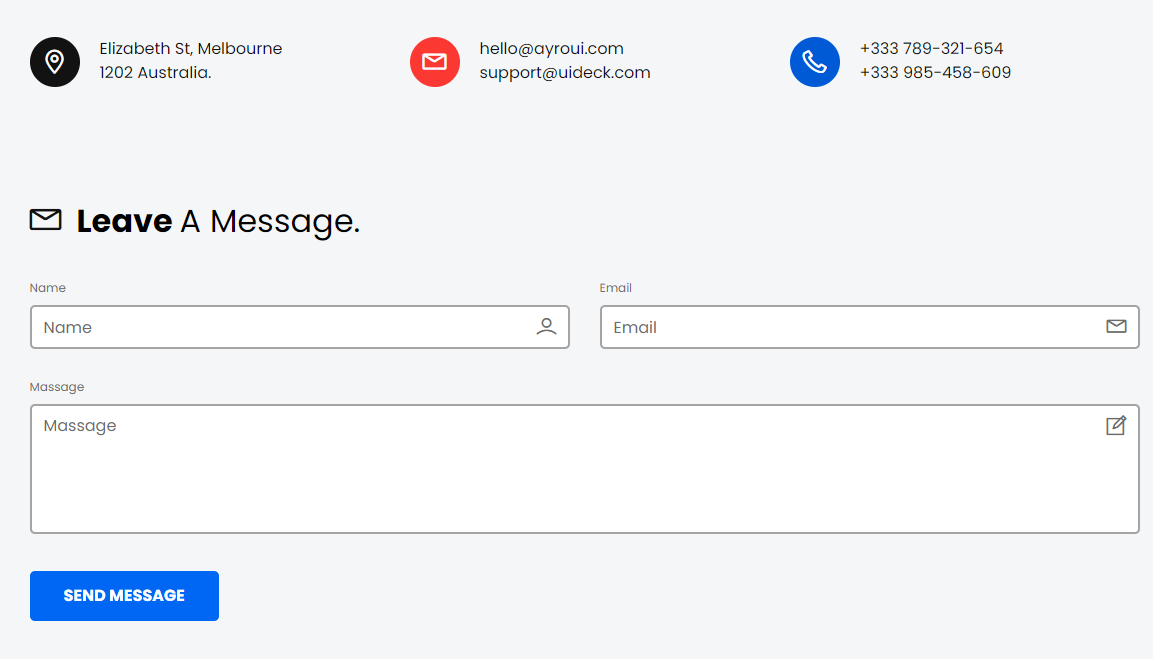 Elizabeth St, Melbourne
1202 Australia.
hello@ayroui.com
support@uideck.com
+333 789-321-654
+333 985-458-609
Leave A Message.
Name
Name
Email
Email
Massage
Massage
SEND MESSAGE